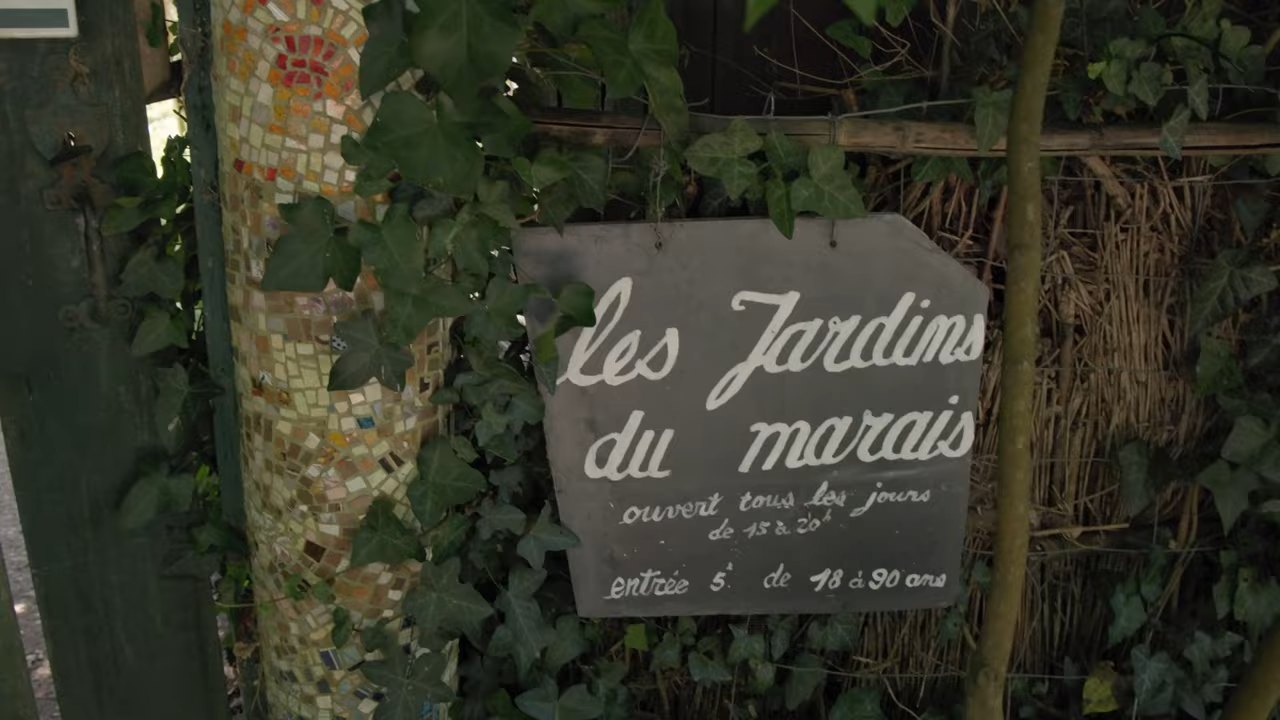 les Jardins
du marais
ouvert tous les jours
de 15 à 20h
entrée 5€ de 18 à 90 ans